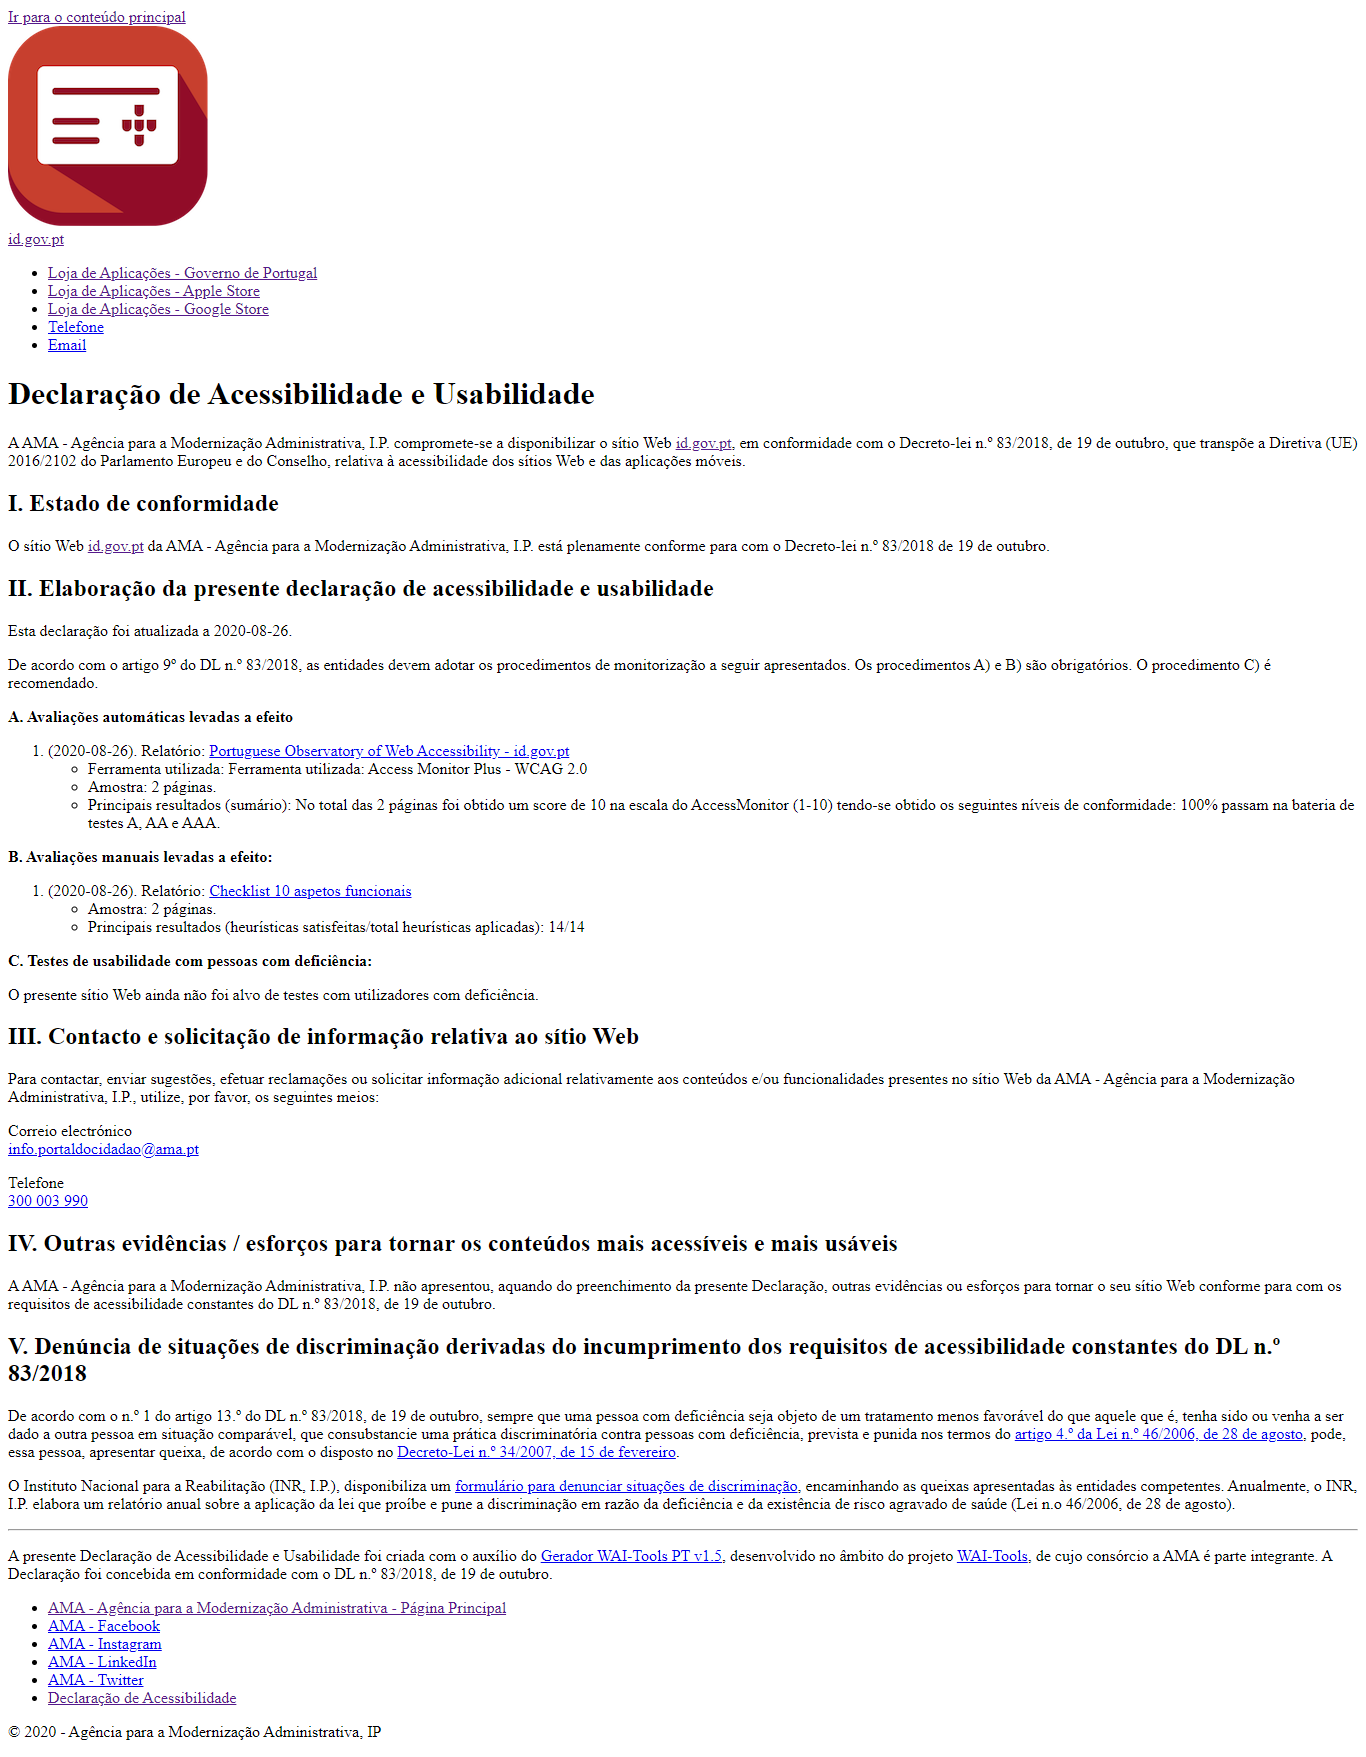 Ir para o conteúdo principal
id.gov.pt
Loja de Aplicações - Governo de Portugal
Loja de Aplicações - Apple Store
Loja de Aplicações - Google Store
Telefone
Email
Declaração de Acessibilidade e Usabilidade
A AMA - Agência para a Modernização Administrativa, I.P. compromete-se a disponibilizar o sítio Web id.gov.pt, em conformidade com o Decreto-lei n.º 83/2018, de 19 de outubro, que transpõe a Diretiva (UE)
2016/2102 do Parlamento Europeu e do Conselho, relativa à acessibilidade dos sítios Web e das aplicações móveis.
I. Estado de conformidade
O sítio Web id.gov.pt da AMA - Agência para a Modernização Administrativa, I.P. está plenamente conforme para com o Decreto-lei n.º 83/2018 de 19 de outubro.
II. Elaboração da presente declaração de acessibilidade e usabilidade
Esta declaração foi atualizada a 2020-08-26.
De acordo com o artigo 9º do DL n.º 83/2018, as entidades devem adotar os procedimentos de monitorização a seguir apresentados. Os procedimentos A) e B) são obrigatórios. O procedimento C) é
recomendado.
A. Avaliações automáticas levadas a efeito
1. (2020-08-26). Relatório: Portuguese Observatory of Web Accessibility - id.gov.pt
Ferramenta utilizada: Ferramenta utilizada: Access Monitor Plus - WCAG 2.0
Amostra: 2 páginas.
Principais resultados (sumário): No total das 2 páginas foi obtido um score de 10 na escala do AccessMonitor (1-10) tendo-se obtido os seguintes níveis de conformidade: 100% passam na bateria de
testes A, AA e AAA.
B. Avaliações manuais levadas a efeito:
1. (2020-08-26). Relatório: Checklist 10 aspetos funcionais
Amostra: 2 páginas.
Principais resultados (heurísticas satisfeitas/total heurísticas aplicadas): 14/14
C. Testes de usabilidade com pessoas com deficiência:
O presente sítio Web ainda não foi alvo de testes com utilizadores com deficiência.
III. Contacto e solicitação de informação relativa ao sítio Web
Para contactar, enviar sugestões, efetuar reclamações ou solicitar informação adicional relativamente aos conteúdos e/ou funcionalidades presentes no sítio Web da AMA - Agência para a Modernização
Administrativa, I.P., utilize, por favor, os seguintes meios:
Correio electrónico
info.portaldocidadao@ama.pt
Telefone
300 003 990
IV. Outras evidências / esforços para tornar os conteúdos mais acessíveis e mais usáveis
A AMA - Agência para a Modernização Administrativa, I.P. não apresentou, aquando do preenchimento da presente Declaração, outras evidências ou esforços para tornar o seu sítio Web conforme para com os
requisitos de acessibilidade constantes do DL n.º 83/2018, de 19 de outubro.
V. Denúncia de situações de discriminação derivadas do incumprimento dos requisitos de acessibilidade constantes do DL n.º
83/2018
De acordo com o n.º 1 do artigo 13.º do DL n.º 83/2018, de 19 de outubro, sempre que uma pessoa com deficiência seja objeto de um tratamento menos favorável do que aquele que é, tenha sido ou venha a ser
dado a outra pessoa em situação comparável, que consubstancie uma prática discriminatória contra pessoas com deficiência, prevista e punida nos termos do artigo 4.º da Lei n.º 46/2006, de 28 de agosto, pode,
essa pessoa, apresentar queixa, de acordo com o disposto no Decreto-Lei n.º 34/2007, de 15 de fevereiro.
O Instituto Nacional para a Reabilitação (INR, I.P.), disponibiliza um formulário para denunciar situações de discriminação, encaminhando as queixas apresentadas às entidades competentes. Anualmente, o INR,
I.P. elabora um relatório anual sobre a aplicação da lei que proíbe e pune a discriminação em razão da deficiência e da existência de risco agravado de saúde (Lei n.o 46/2006, de 28 de agosto).
A presente Declaração de Acessibilidade e Usabilidade foi criada com o auxílio do Gerador WAI-Tools PT v1.5, desenvolvido no âmbito do projeto WAI-Tools, de cujo consórcio a AMA é parte integrante. A
Declaração foi concebida em conformidade com o DL n.º 83/2018, de 19 de outubro.
AMA - Agência para a Modernização Administrativa - Página Principal
AMA - Facebook
AMA - Instagram
AMA - LinkedIn
AMA - Twitter
Declaração de Acessibilidade
© 2020 - Agência para a Modernização Administrativa, IP